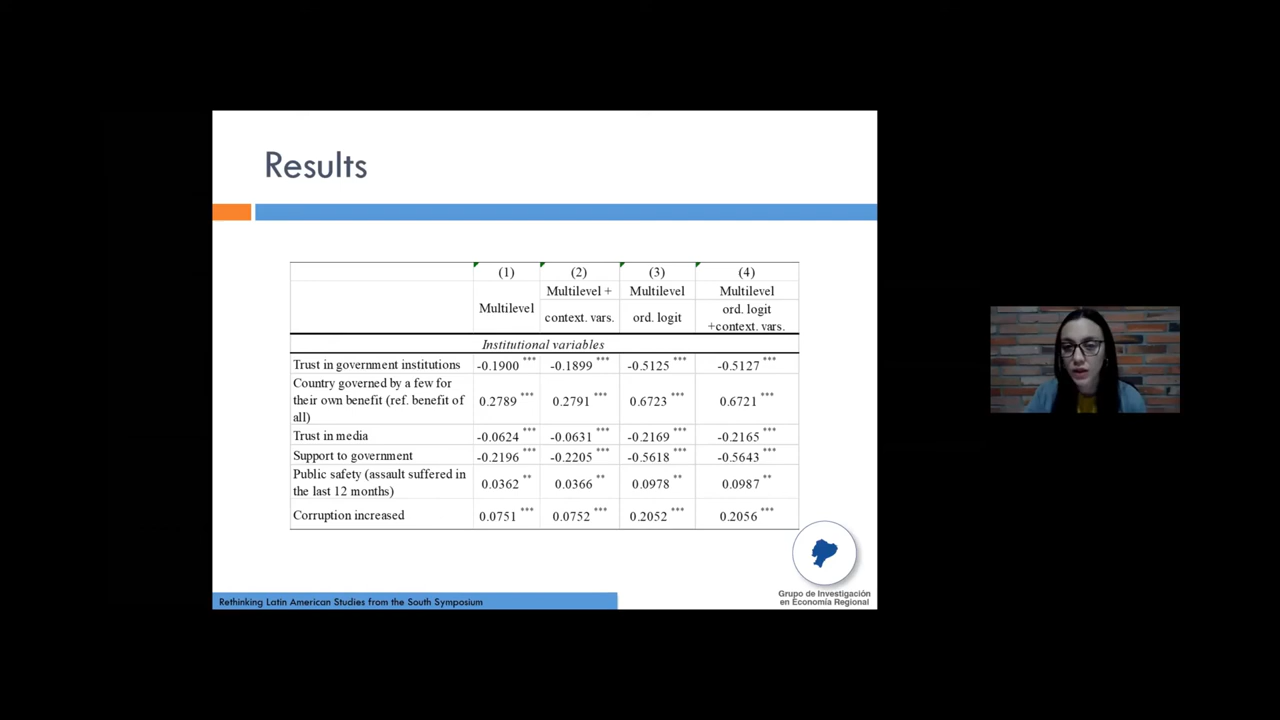 Results
(1) (2) (3) (4)
Multilevel + Multilevel Multilevel
Multilevel context. vars. ord. logit ord. logit
+context. vars.
Institutional variables
Trust in government institutions -0.1900 *** -0.1899 *** -0.5125 *** -0.5127 ***
Country governed by a few for
their own benefit (ref. benefit of 0.2789 *** 0.2791 *** 0.6723 *** 0.6721 ***
all)
Trust in media -0.0624 *** -0.0631 *** -0.2169 *** -0.2165 ***
Support to government -0.2196 *** -0.2205 *** -0.5618 *** -0.5643 ***
Public safety (assault suffered in
the last 12 months) 0.0362 ** 0.0366 ** 0.0978 ** 0.0987 **
Corruption increased 0.0751 *** 0.0752 *** 0.2052 *** 0.2056 ***
Grupo de Investigación
en Economía Regional
Rethinking Latin American Studies from the South Symposium